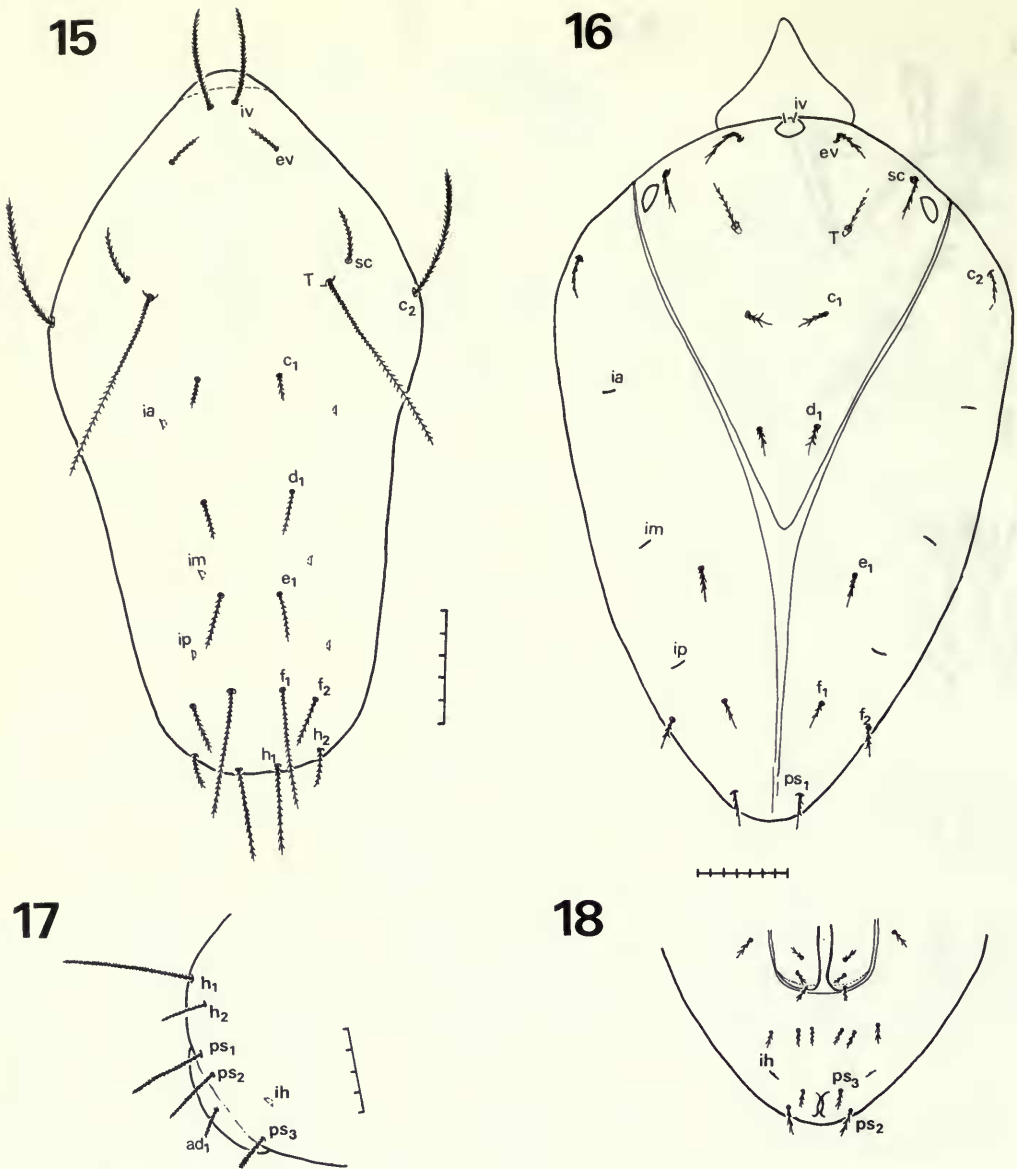 15
iv
ev
sc
T
c2
c1
ia
d1
im
e1
ip
f1
f2
h2
h1
16
iv
ev
sc
T
c2
c1
ia
d1
im
e1
ip
f1
f2
ps1
17
h1
h2
ps1
ps2
ih
ad1
ps3
18
ih
ps3
ps2